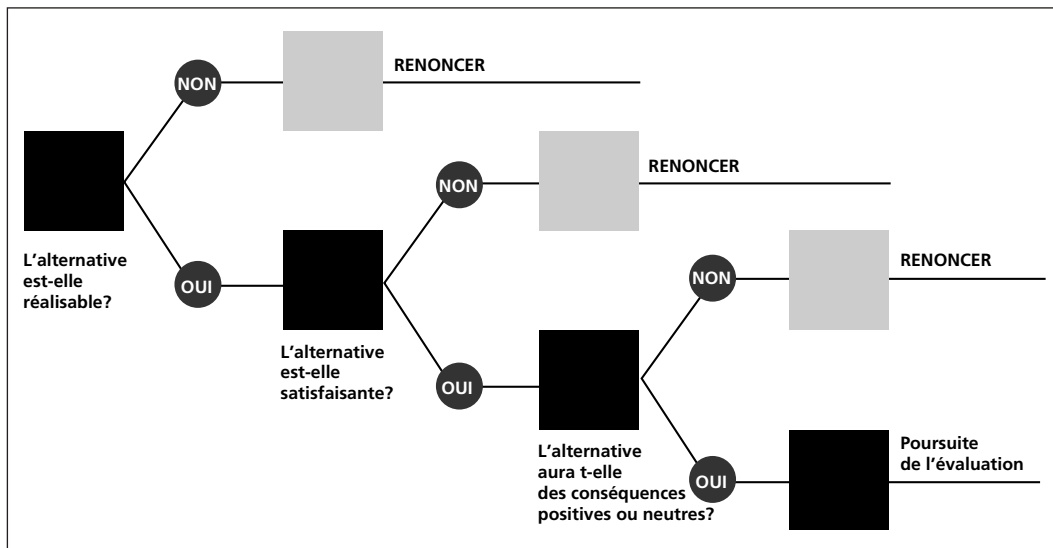 RENONCER
NON
L'alternative
est-elle
réalisable?
OUI
RENONCER
NON
L'alternative
est-elle
satisfaisante?
OUI
RENONCER
NON
L'alternative
aura t-elle
des conséquences
positives ou neutres?
OUI
Poursuite
de l'évaluation